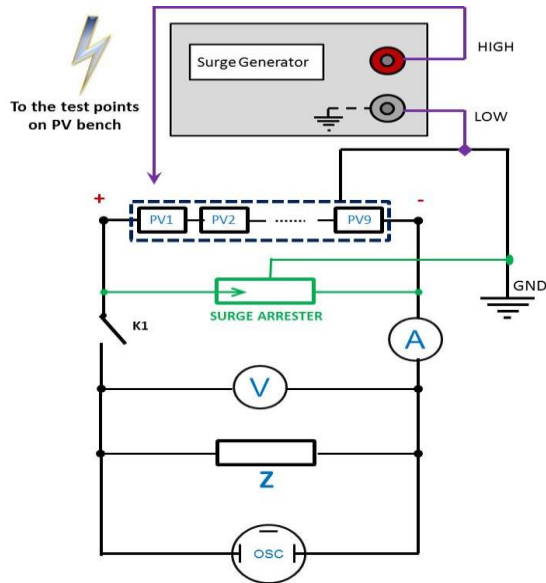 Surge Generator
HIGH
LOW
To the test points
on PV bench
+
-
PV1 PV2 ....... PV9
GND
SURGE ARRESTER
K1
A
V
Z
OSC